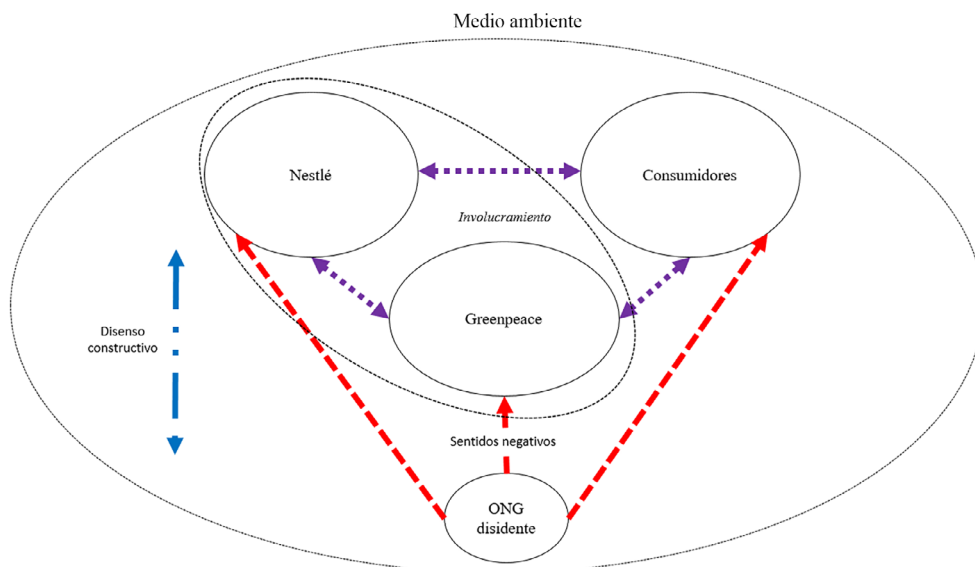 Medio ambiente
Nestlé
Consumidores
Involucramiento
Greenpeace
Disenso
constructivo
Sentidos negativos
ONG
disidente